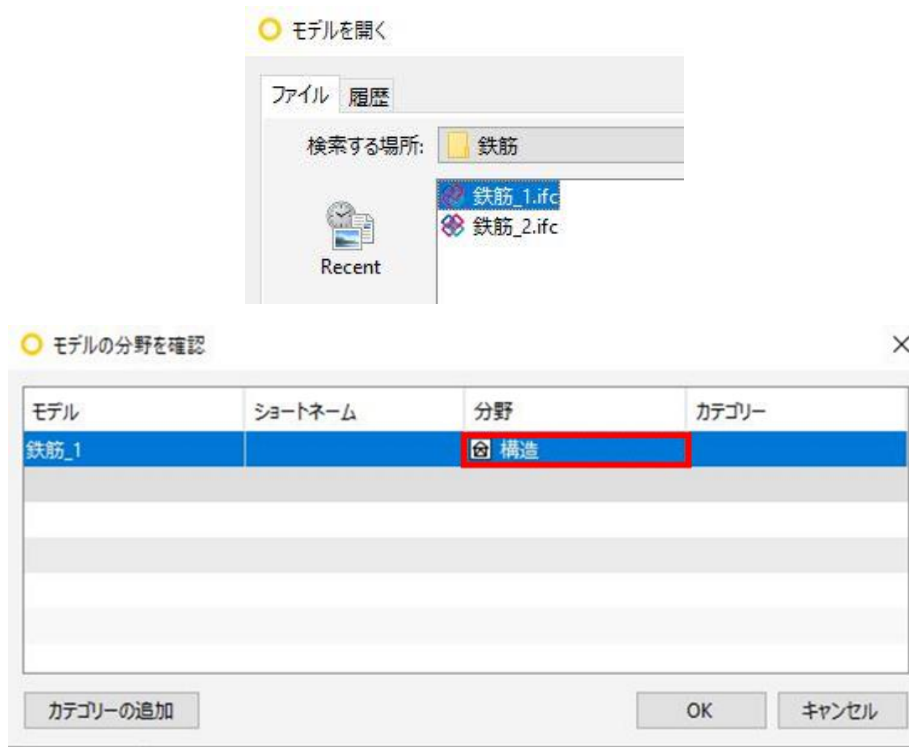 モデルを開く
ファイル 履歴
検索する場所: 鉄筋
鉄筋_1.ifc
鉄筋_2.ifc
Recent
モデルの分野を確認
モデル ショートネーム 分野 カテゴリー
鉄筋_1 構造
カテゴリーの追加 OK キャンセル